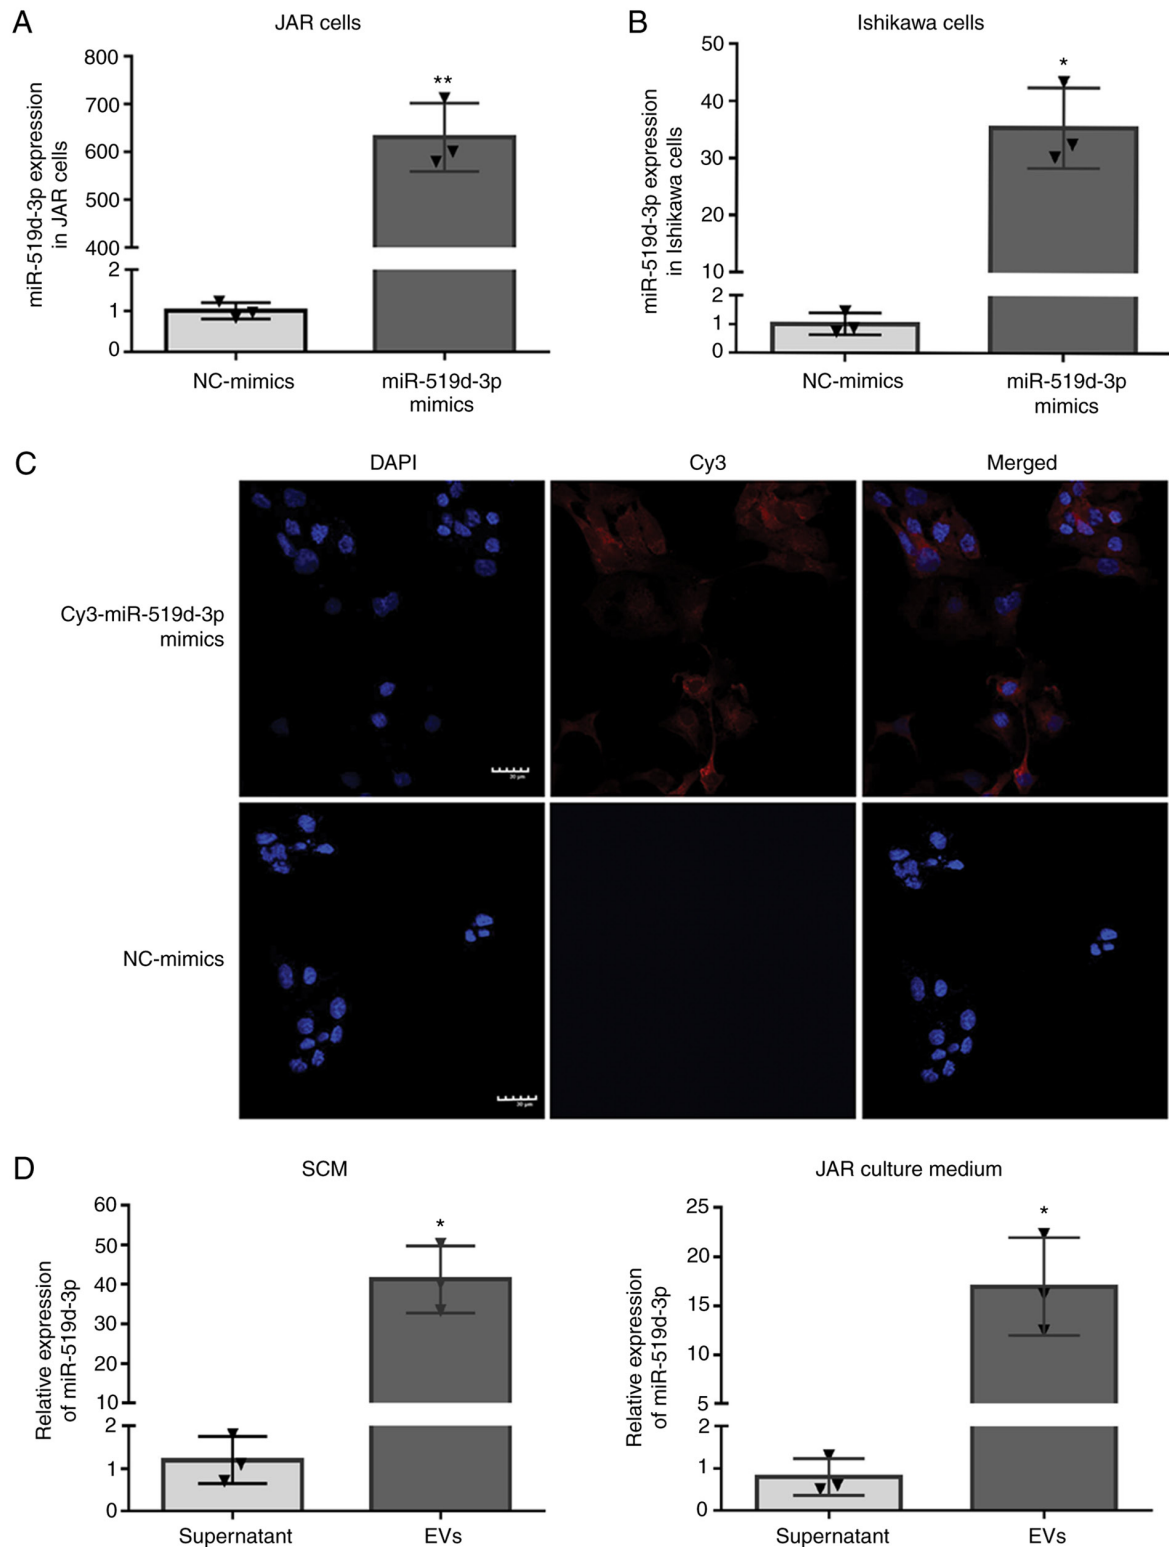 A
JAR cells
miR-519d-3p expression
in JAR cells
800
700
600
500
400
2
1
0
**
NC-mimics
miR-519d-3p
mimics
B
Ishikawa cells
miR-519d-3p expression
in Ishikawa cells
50
40
30
20
10
2
1
0
*
NC-mimics
miR-519d-3p
mimics
C
DAPI
Cy3
Merged
Cy3-miR-519d-3p
mimics
20 μm
NC-mimics
20 μm
D
SCM
Relative expression
of miR-519d-3p
60
50
40
30
20
10
2
1
0
*
Supernatant
EVs
JAR culture medium
Relative expression
of miR-519d-3p
25
20
15
10
5
2
1
0
*
Supernatant
EVs